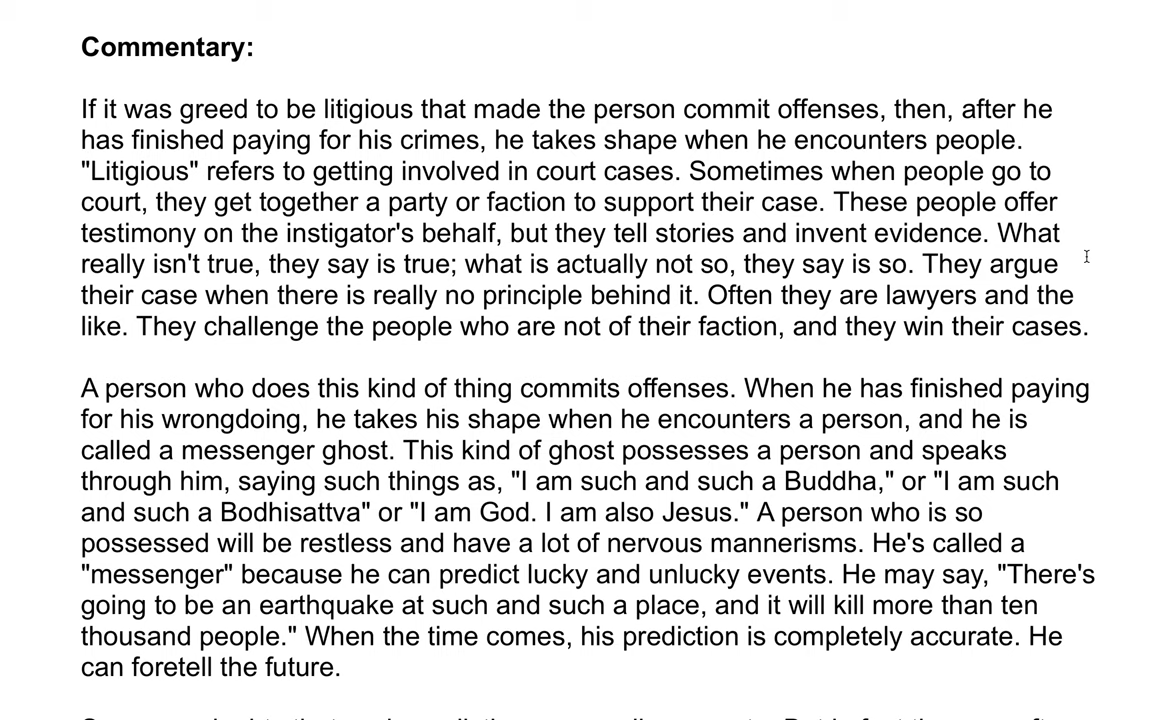 Commentary:
If it was greed to be litigious that made the person commit offenses, then, after he
has finished paying for his crimes, he takes shape when he encounters people.
"Litigious" refers to getting involved in court cases. Sometimes when people go to
court, they get together a party or faction to support their case. These people offer
testimony on the instigator's behalf, but they tell stories and invent evidence. What
really isn't true, they say is true; what is actually not so, they say is so. They argue
their case when there is really no principle behind it. Often they are lawyers and the
like. They challenge the people who are not of their faction, and they win their cases.
A person who does this kind of thing commits offenses. When he has finished paying
for his wrongdoing, he takes his shape when he encounters a person, and he is
called a messenger ghost. This kind of ghost possesses a person and speaks
through him, saying such things as, "I am such and such a Buddha," or "I am such
and such a Bodhisattva" or "I am God. I am also Jesus." A person who is so
possessed will be restless and have a lot of nervous mannerisms. He's called a
"messenger" because he can predict lucky and unlucky events. He may say, "There's
going to be an earthquake at such and such a place, and it will kill more than ten
thousand people." When the time comes, his prediction is completely accurate. He
can foretell the future.